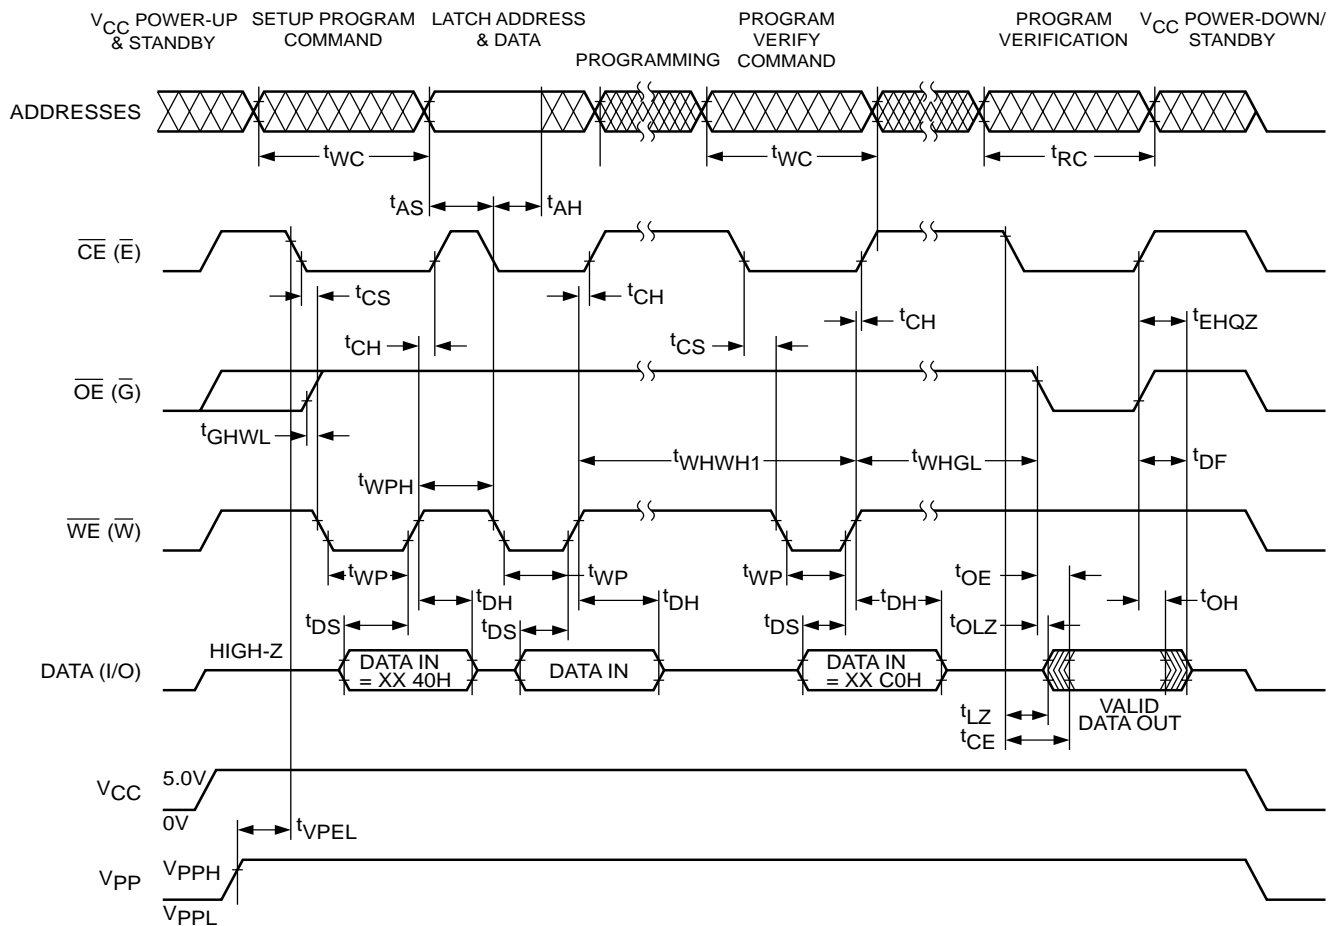 VCC POWER-UP & STANDBY
SETUP PROGRAM COMMAND
LATCH ADDRESS & DATA
PROGRAMMING
PROGRAM VERIFY COMMAND
PROGRAM VERIFICATION
VCC POWER-DOWN/ STANDBY
ADDRESSES
tWC
tWC
tRC
tAS
tAH
CE (E)
tCS
tCH
tCH
tCS
tCH
tEHQZ
OE (G)
tGHWL
tWPH
tWHWH1
tWHGL
tDF
WE (W)
tWP
tWP
tWP
tOE
tDH
tDH
tDH
tOH
tDS
tDS
tDS
tOLZ
DATA (I/O)
HIGH-Z
DATA IN
= XX 40H
DATA IN
DATA IN
= XX C0H
VALID
DATA OUT
tLZ
tCE
VCC
5.0V
0V
tVPEL
VPP
VPPH
VPPL